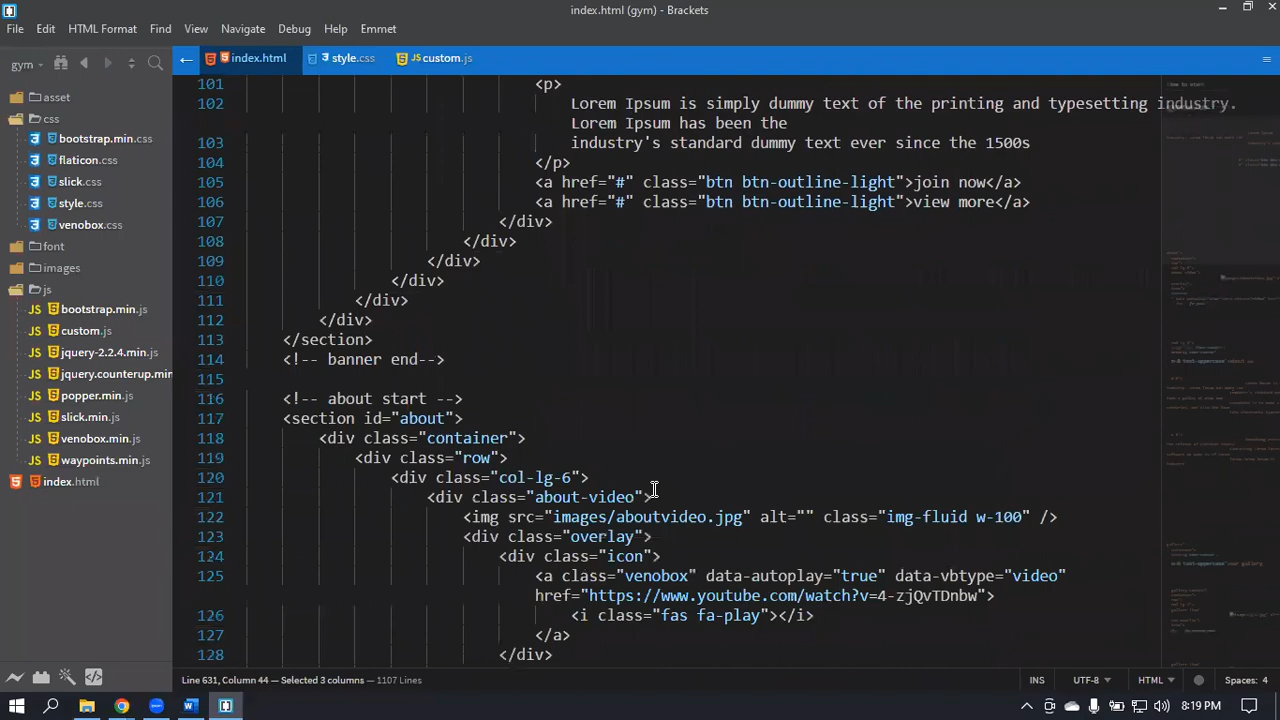 index.html (gym) - Brackets
File Edit HTML Format Find View Navigate Debug Help Emmet
gym
index.html style.css custom.js
asset
css
bootstrap.min.css
flaticon.css
slick.css
style.css
venobox.css
font
images
js
bootstrap.min.js
custom.js
jquery-2.2.4.min.js
jquery.counterup.min
popper.min.js
slick.min.js
venobox.min.js
waypoints.min.js
index.html
101 <p>
102 Lorem Ipsum is simply dummy text of the printing and typesetting industry.
Lorem Ipsum has been the
103 industry's standard dummy text ever since the 1500s
104 </p>
105 <a href="#" class="btn btn-outline-light">join now</a>
106 <a href="#" class="btn btn-outline-light">view more</a>
107 </div>
108 </div>
109 </div>
110 </div>
111 </div>
112 </div>
113 </section>
114 <!-- banner end-->
115
116 <!-- about start -->
117 <section id="about">
118 <div class="container">
119 <div class="row">
120 <div class="col-lg-6">
121 <div class="about-video">
122 <img src="images/aboutvideo.jpg" alt="" class="img-fluid w-100" />
123 <div class="overlay">
124 <div class="icon">
125 <a class="venobox" data-autoplay="true" data-vbtype="video"
href="https://www.youtube.com/watch?v=4-zjQvTDnbw">
126 <i class="fas fa-play"></i>
127 </a>
128 </div>
Line 631, Column 44 — Selected 3 columns — 1107 Lines
INS UTF-8 HTML Spaces: 4
8:19 PM